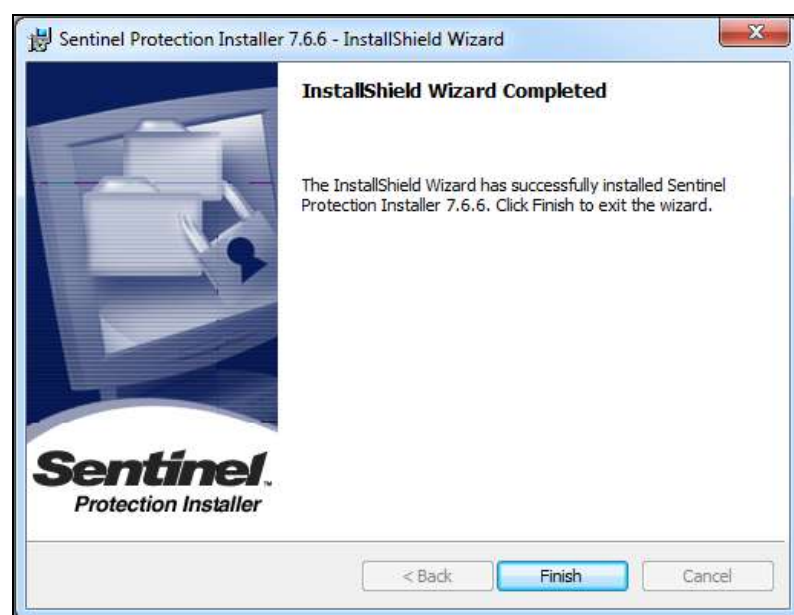 Sentinel Protection Installer 7.6.6 - InstallShield Wizard
InstallShield Wizard Completed
The InstallShield Wizard has successfully installed Sentinel
Protection Installer 7.6.6. Click Finish to exit the wizard.
Sentinel™
Protection Installer
< Back Finish Cancel